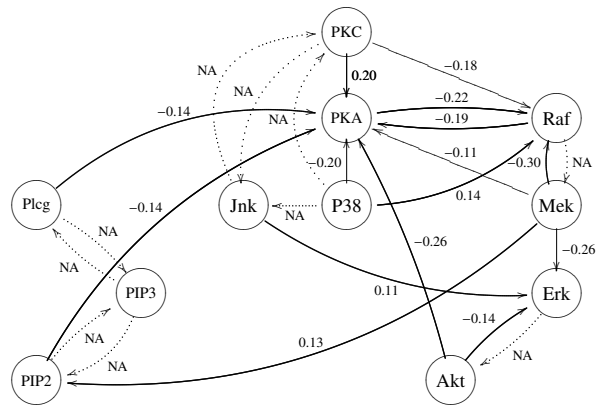 PKC
NA
−0.18
0.20
NA
−0.22
NA
−0.14
PKA
Raf
−0.19
−0.11
−0.30
NA
−0.20
Plcg
−0.14
Jnk
NA
P38
0.14
Mek
NA
−0.26
−0.26
NA
PIP3
0.11
Erk
−0.14
NA
0.13
NA
NA
PIP2
Akt